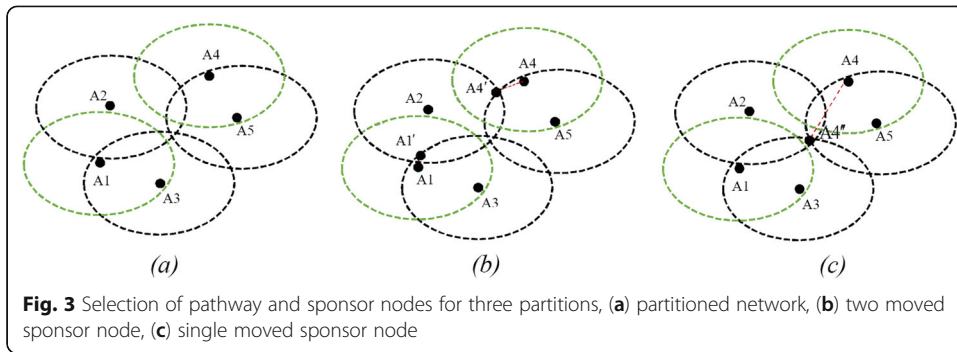 A4
A2
A5
A1
A3
(a)
A4
A4'
A2
A5
A1'
A1
A3
(b)
A4
A2
A5
A4"
A1
A3
(c)
Fig. 3 Selection of pathway and sponsor nodes for three partitions, (a) partitioned network, (b) two moved
sponsor node, (c) single moved sponsor node